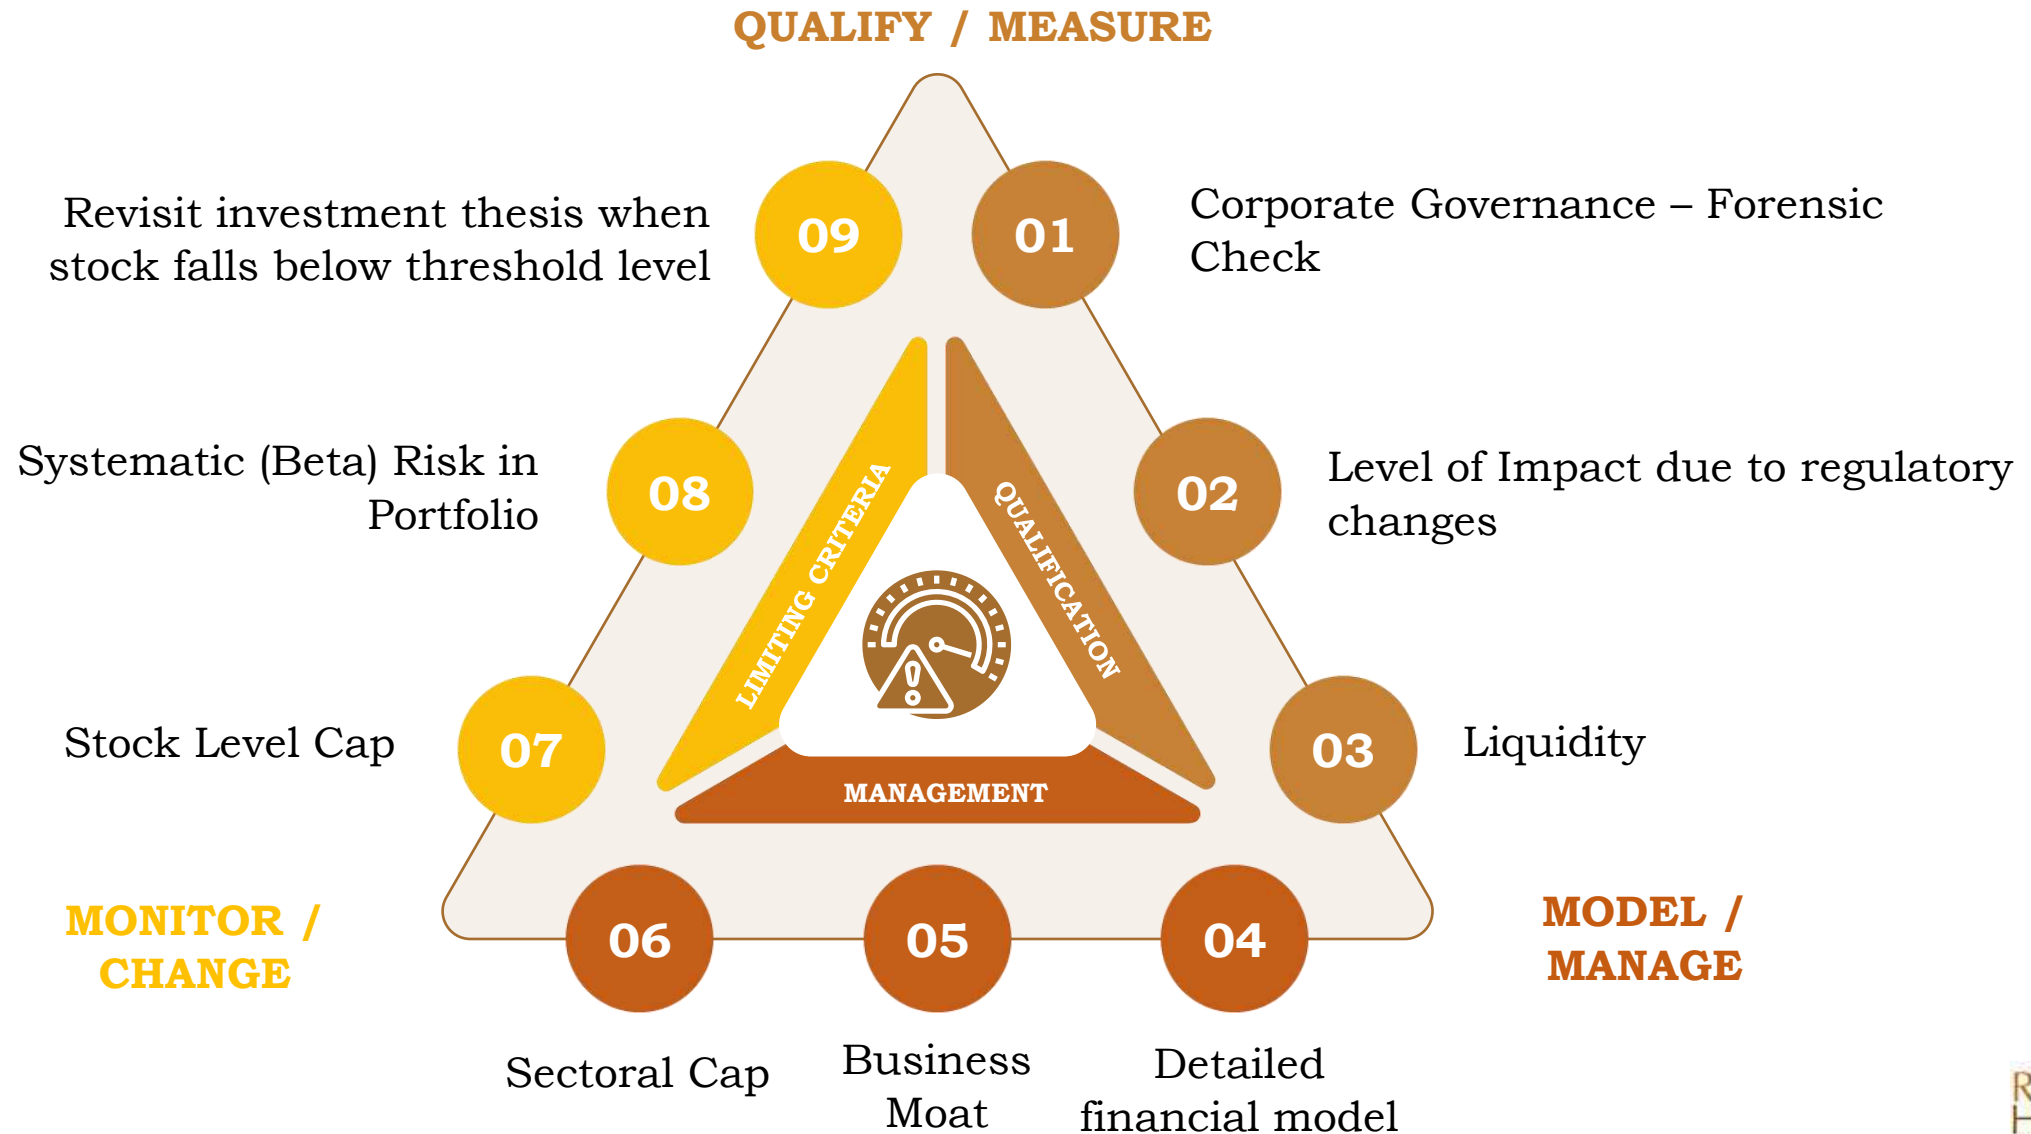 QUALIFY / MEASURE
09
01
Revisit investment thesis when
stock falls below threshold level
Corporate Governance – Forensic
Check
08
02
Systematic (Beta) Risk in
Portfolio
Level of Impact due to regulatory
changes
LIMITING CRITERIA
QUALIFICATION
07
03
Stock Level Cap
Liquidity
MANAGEMENT
MONITOR /
CHANGE
06
05
04
MODEL /
MANAGE
Sectoral Cap
Business
Moat
Detailed
financial model